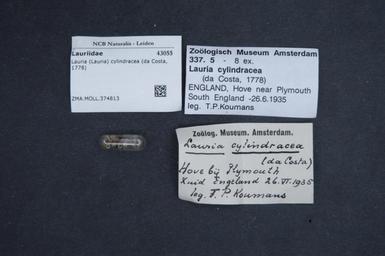 NCB Naturalis - Leiden
Lauriidae 43055
Lauria (Lauria) cylindracea (da Costa,
1778)
ZMA.MOLL.374813
Zoölogisch Museum Amsterdam
337. 5 - 8 ex.
Lauria cylindracea
(da Costa, 1778)
ENGLAND, Hove near Plymouth
South England -26.6.1935
leg. T.P.Koumans
Zoölog. Museum. Amsterdam.
Lauria cylindracea
(da Costa)
Hove bij Plymouth
Zuid Engeland 26.VI.1935
leg. T. P. Koumans